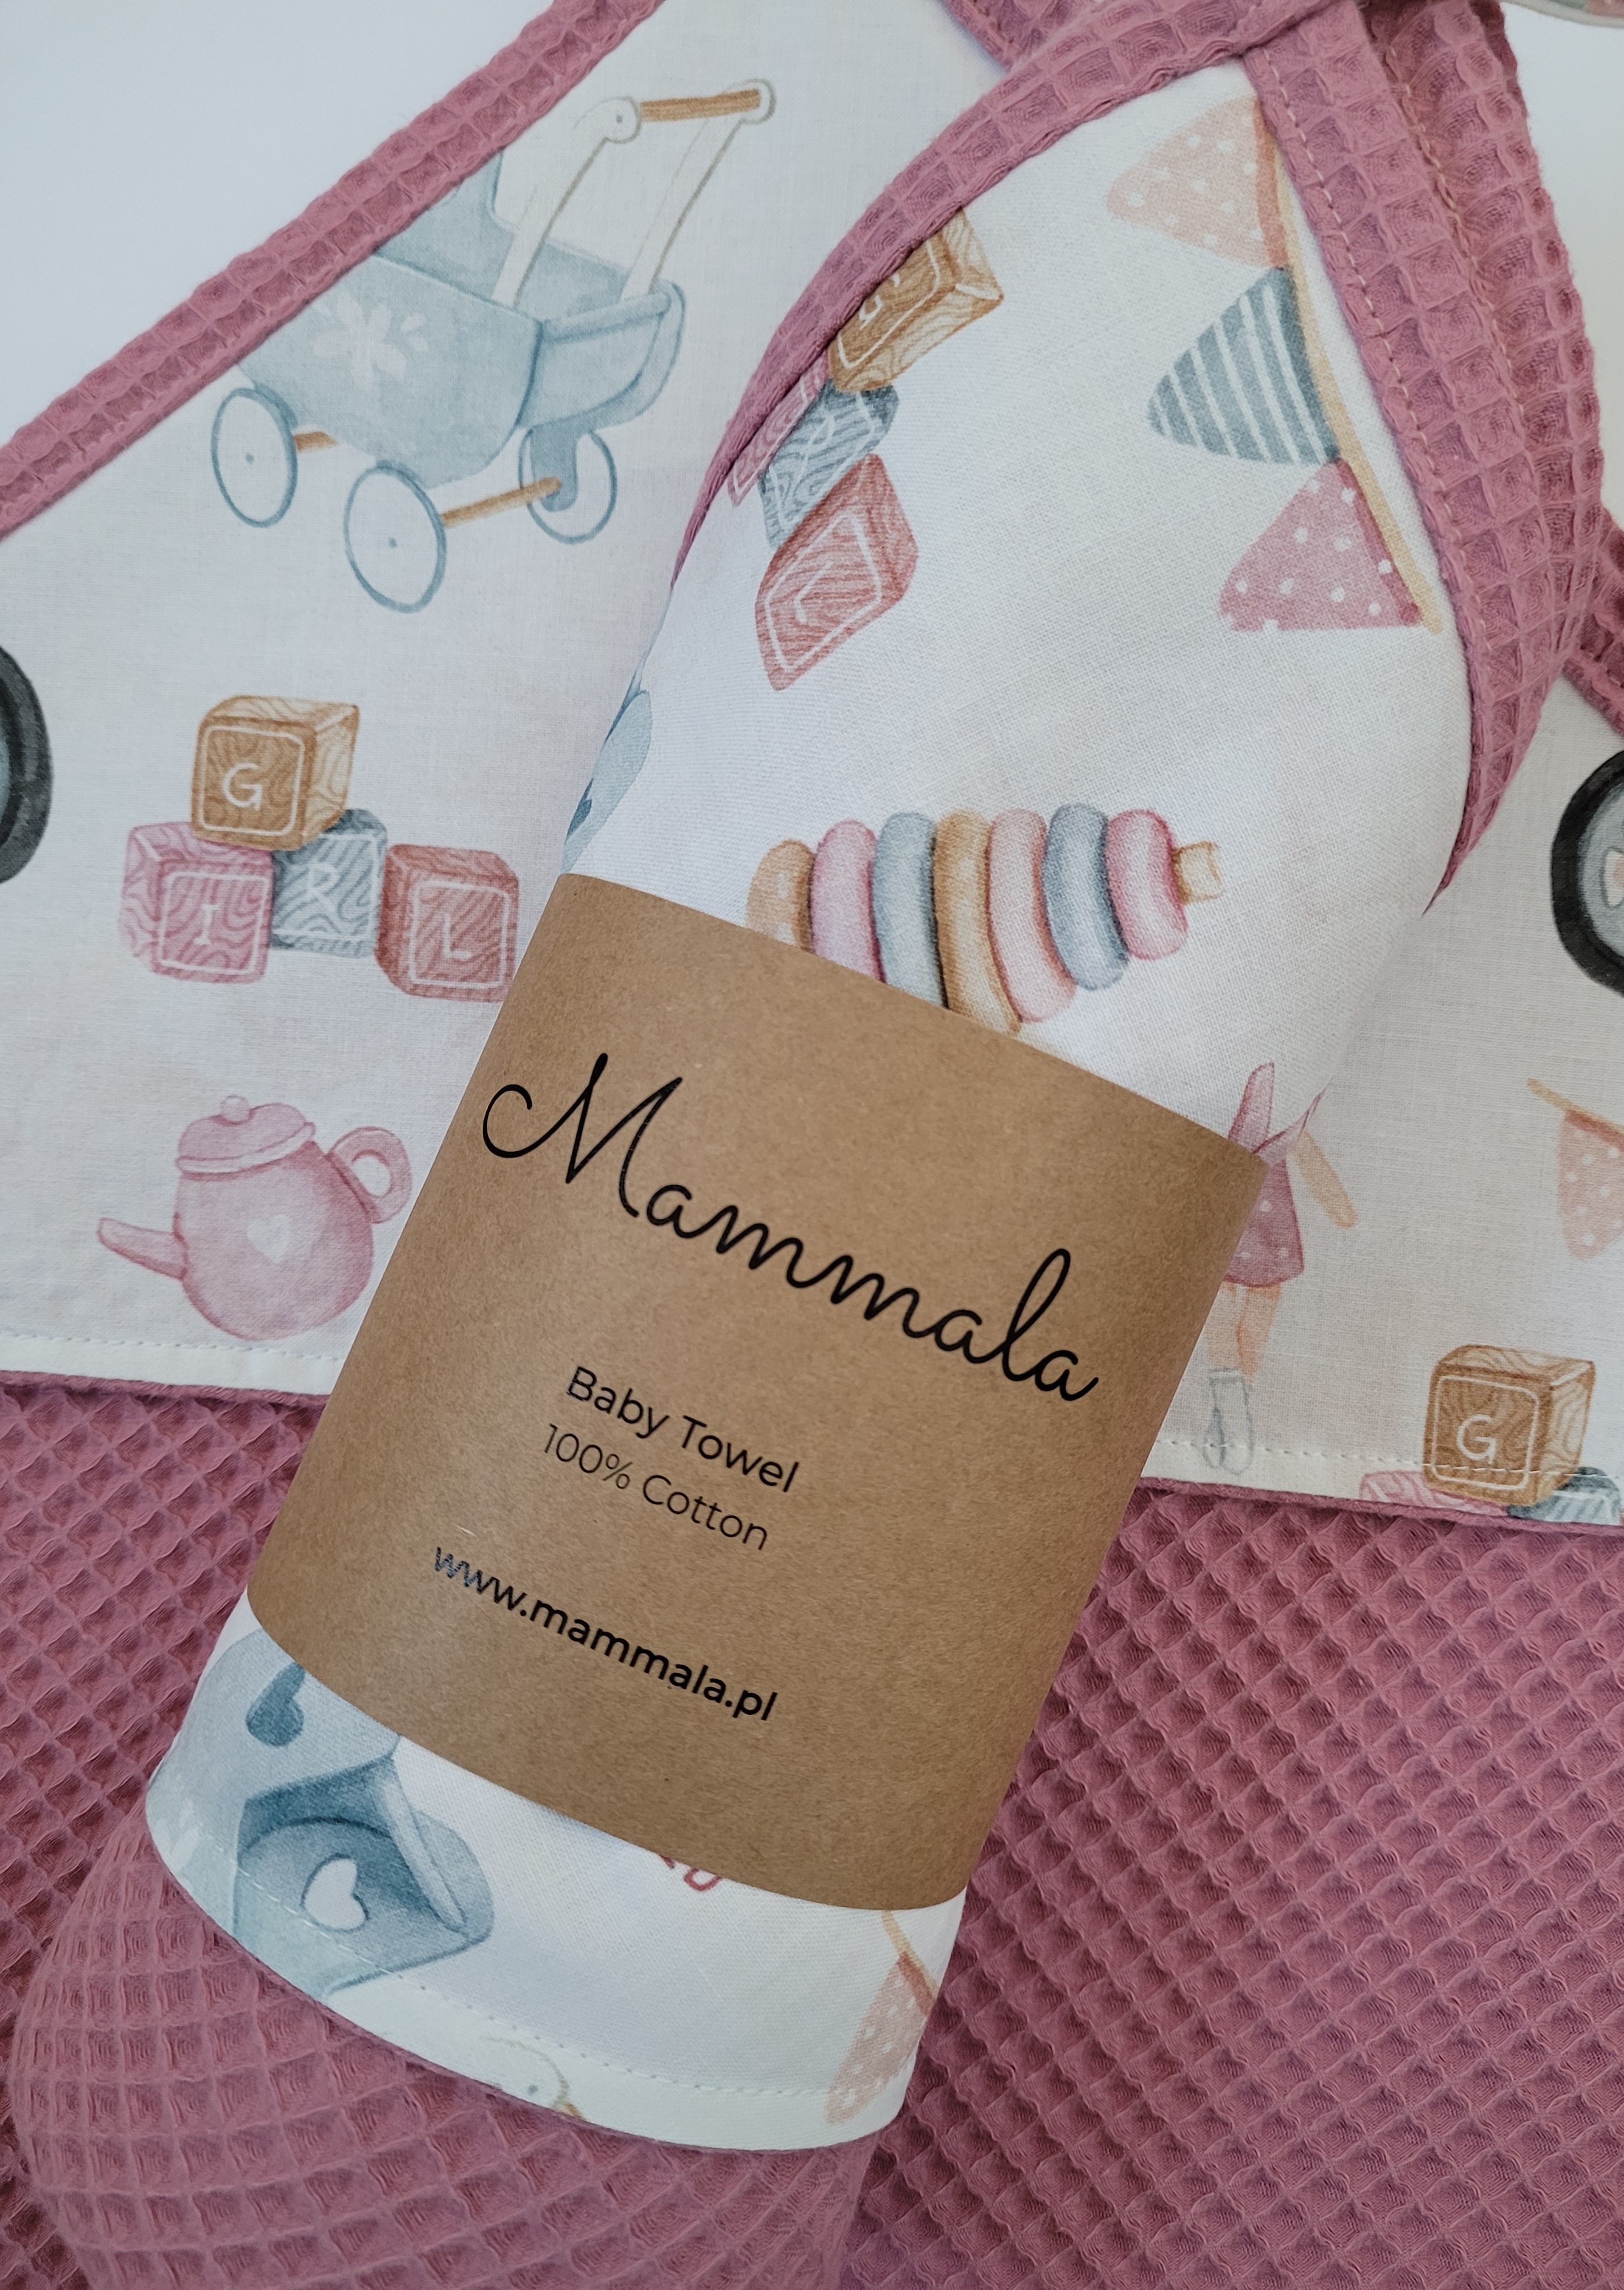 G
I R L
Mammala
Baby Towel
100% Cotton
www.mammala.pl
G